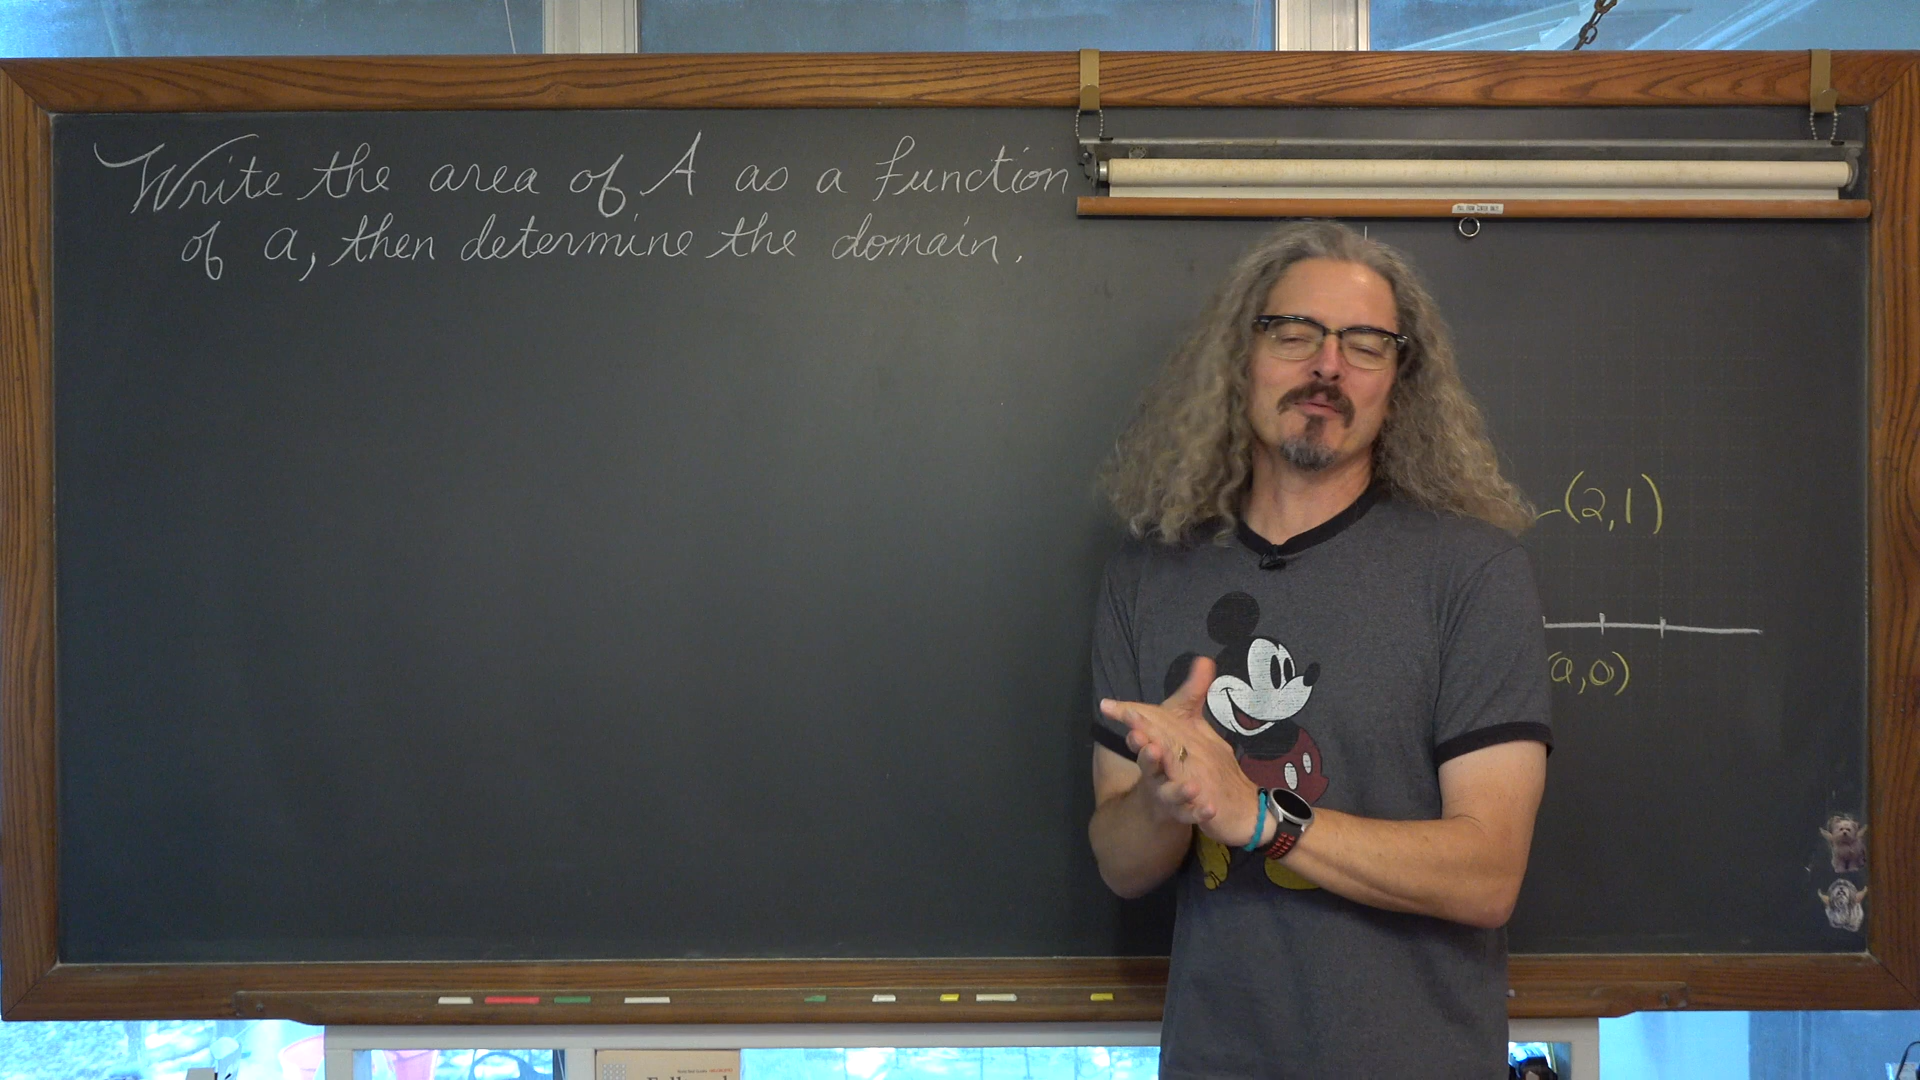 Write the area of A as a function
of a, then determine the domain.
(2,1)
(a,0)